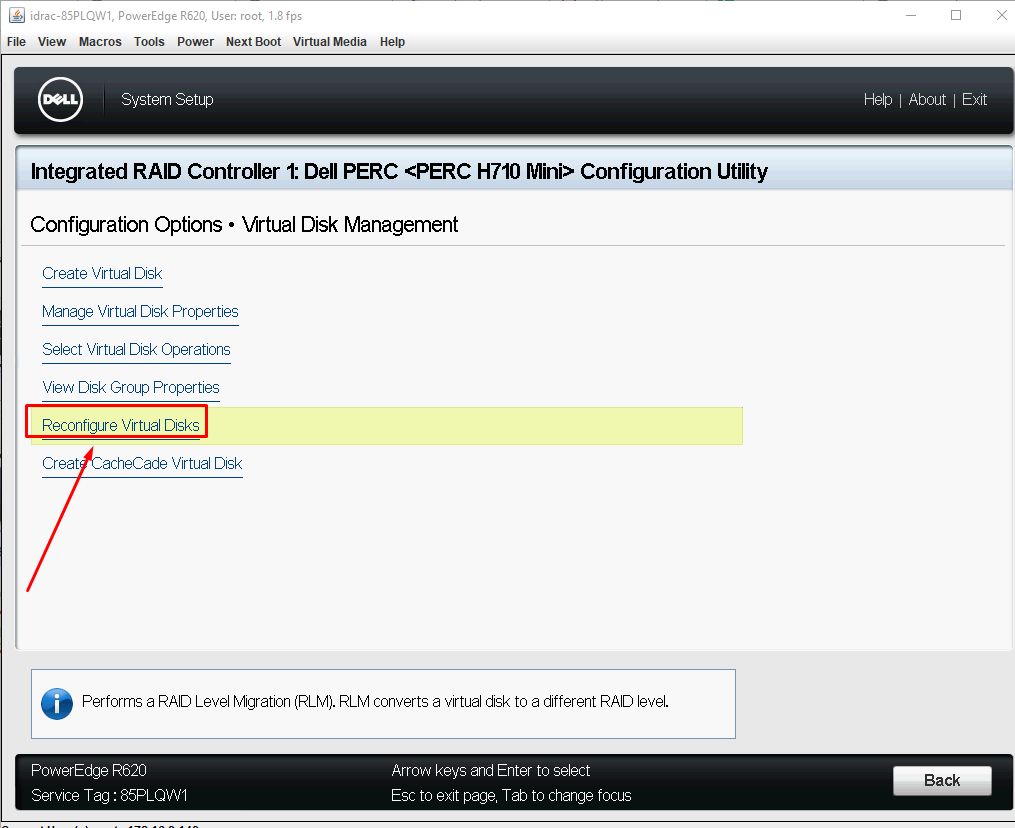 idrac-85PLQW1, PowerEdge R620, User: root, 1.8 fps
File View Macros Tools Power Next Boot Virtual Media Help
DELL System Setup Help | About | Exit
Integrated RAID Controller 1: Dell PERC <PERC H710 Mini> Configuration Utility
Configuration Options • Virtual Disk Management
Create Virtual Disk
Manage Virtual Disk Properties
Select Virtual Disk Operations
View Disk Group Properties
Reconfigure Virtual Disks
Create CacheCade Virtual Disk
Performs a RAID Level Migration (RLM). RLM converts a virtual disk to a different RAID level.
PowerEdge R620 Arrow keys and Enter to select
Service Tag : 85PLQW1 Esc to exit page, Tab to change focus
Back